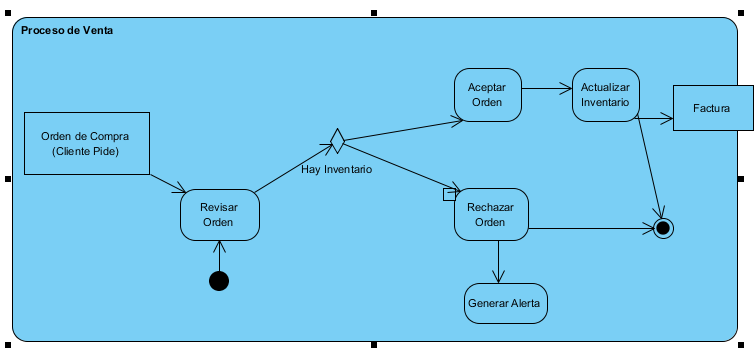 Proceso de Venta
Aceptar
Orden
Actualizar
Inventario
Factura
Orden de Compra
(Cliente Pide)
Hay Inventario
Revisar
Orden
Rechazar
Orden
Generar Alerta